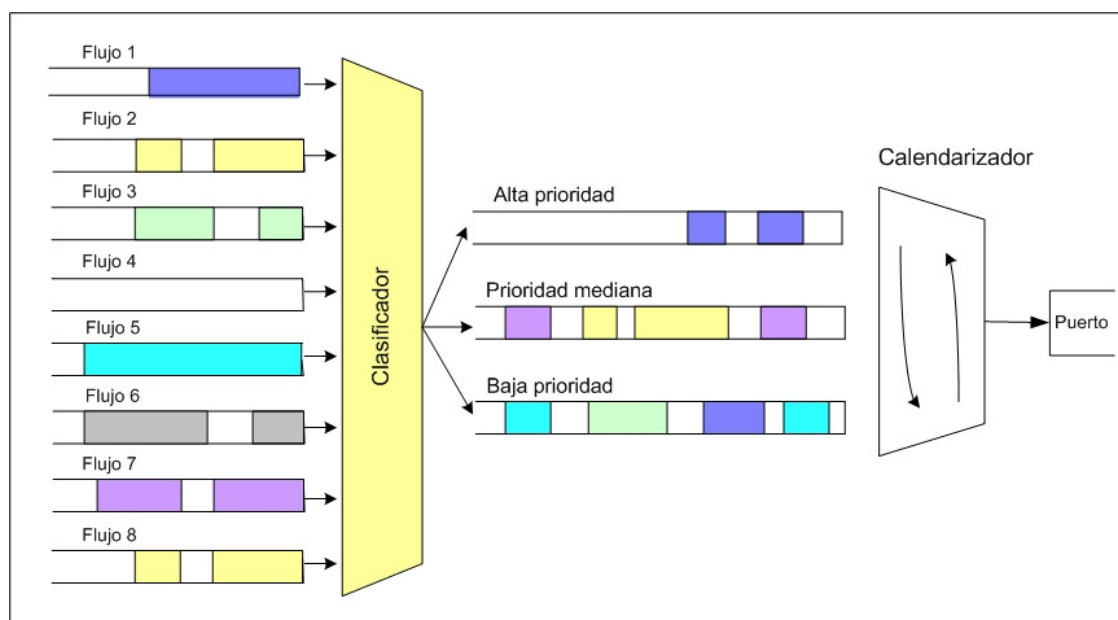 Flujo 1
Flujo 2
Flujo 3
Flujo 4
Flujo 5
Flujo 6
Flujo 7
Flujo 8
Clasificador
Alta prioridad
Prioridad mediana
Baja prioridad
Calendarizador
Puerto